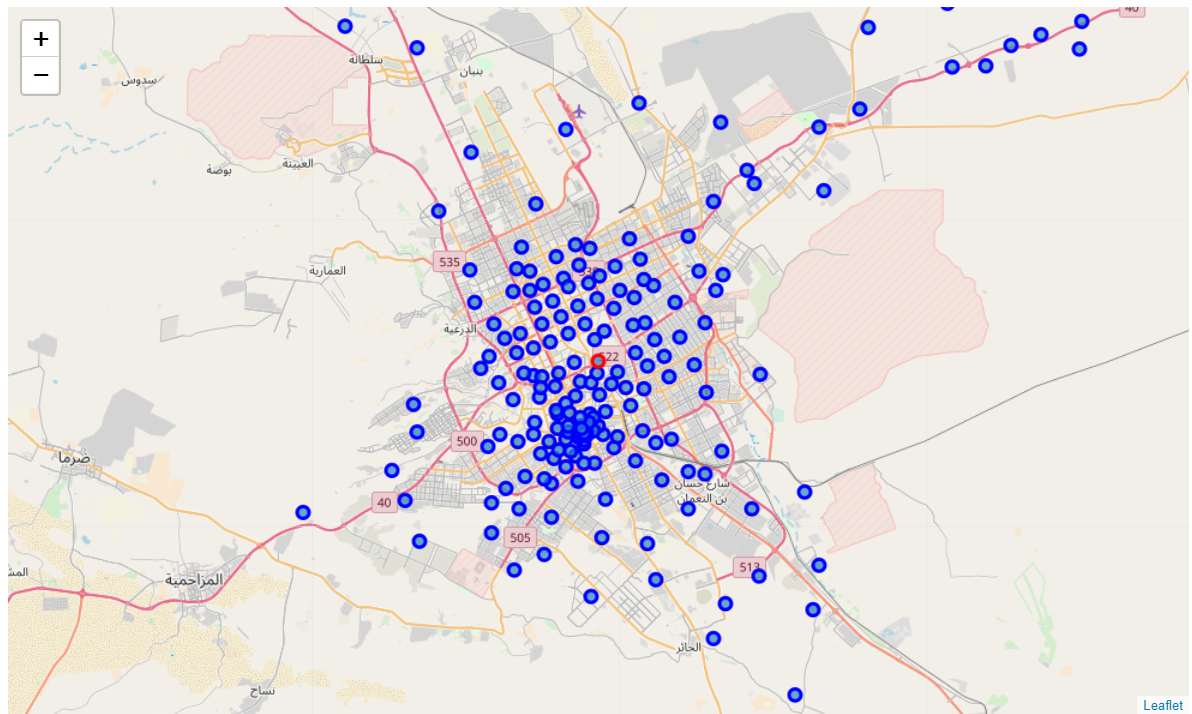 +
−
40
سلطانة
بنبان
سدوس
العيينة
بوضة
535
العمارية
الدرعية
522
500
ضرما
شارع حسان
بن النعمان
40
505
513
المزاحمية
الحائر
نساح
Leaflet